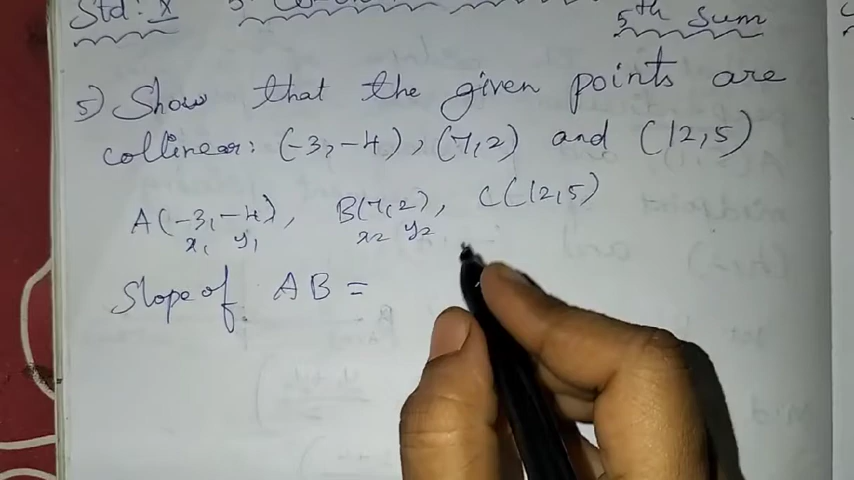 Std: X
5th Sum
5) Show that the given points are
collinear: (-3,-4), (7,2) and (12,5)
A(-3,-4), B(7,2), C(12,5)
x1 y1 x2 y2
Slope of AB =